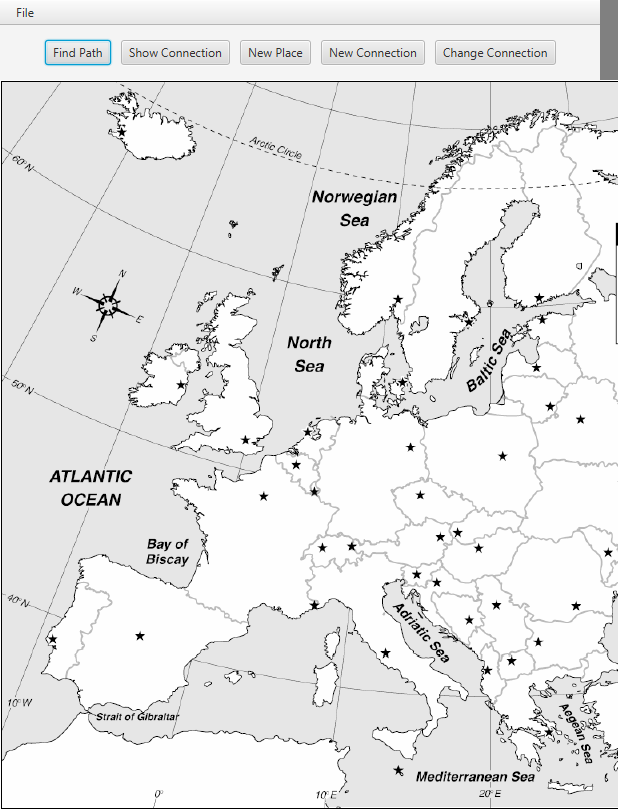 File
Find Path Show Connection New Place New Connection Change Connection
Arctic Circle
60°N
Norwegian
Sea
N
W
E
S
North
Sea
Baltic Sea
50°N
ATLANTIC
OCEAN
Bay of
Biscay
40°N
Adriatic Sea
10°W
Strait of Gibraltar
Aegean Sea
Mediterranean Sea
0°
10°E
20°E